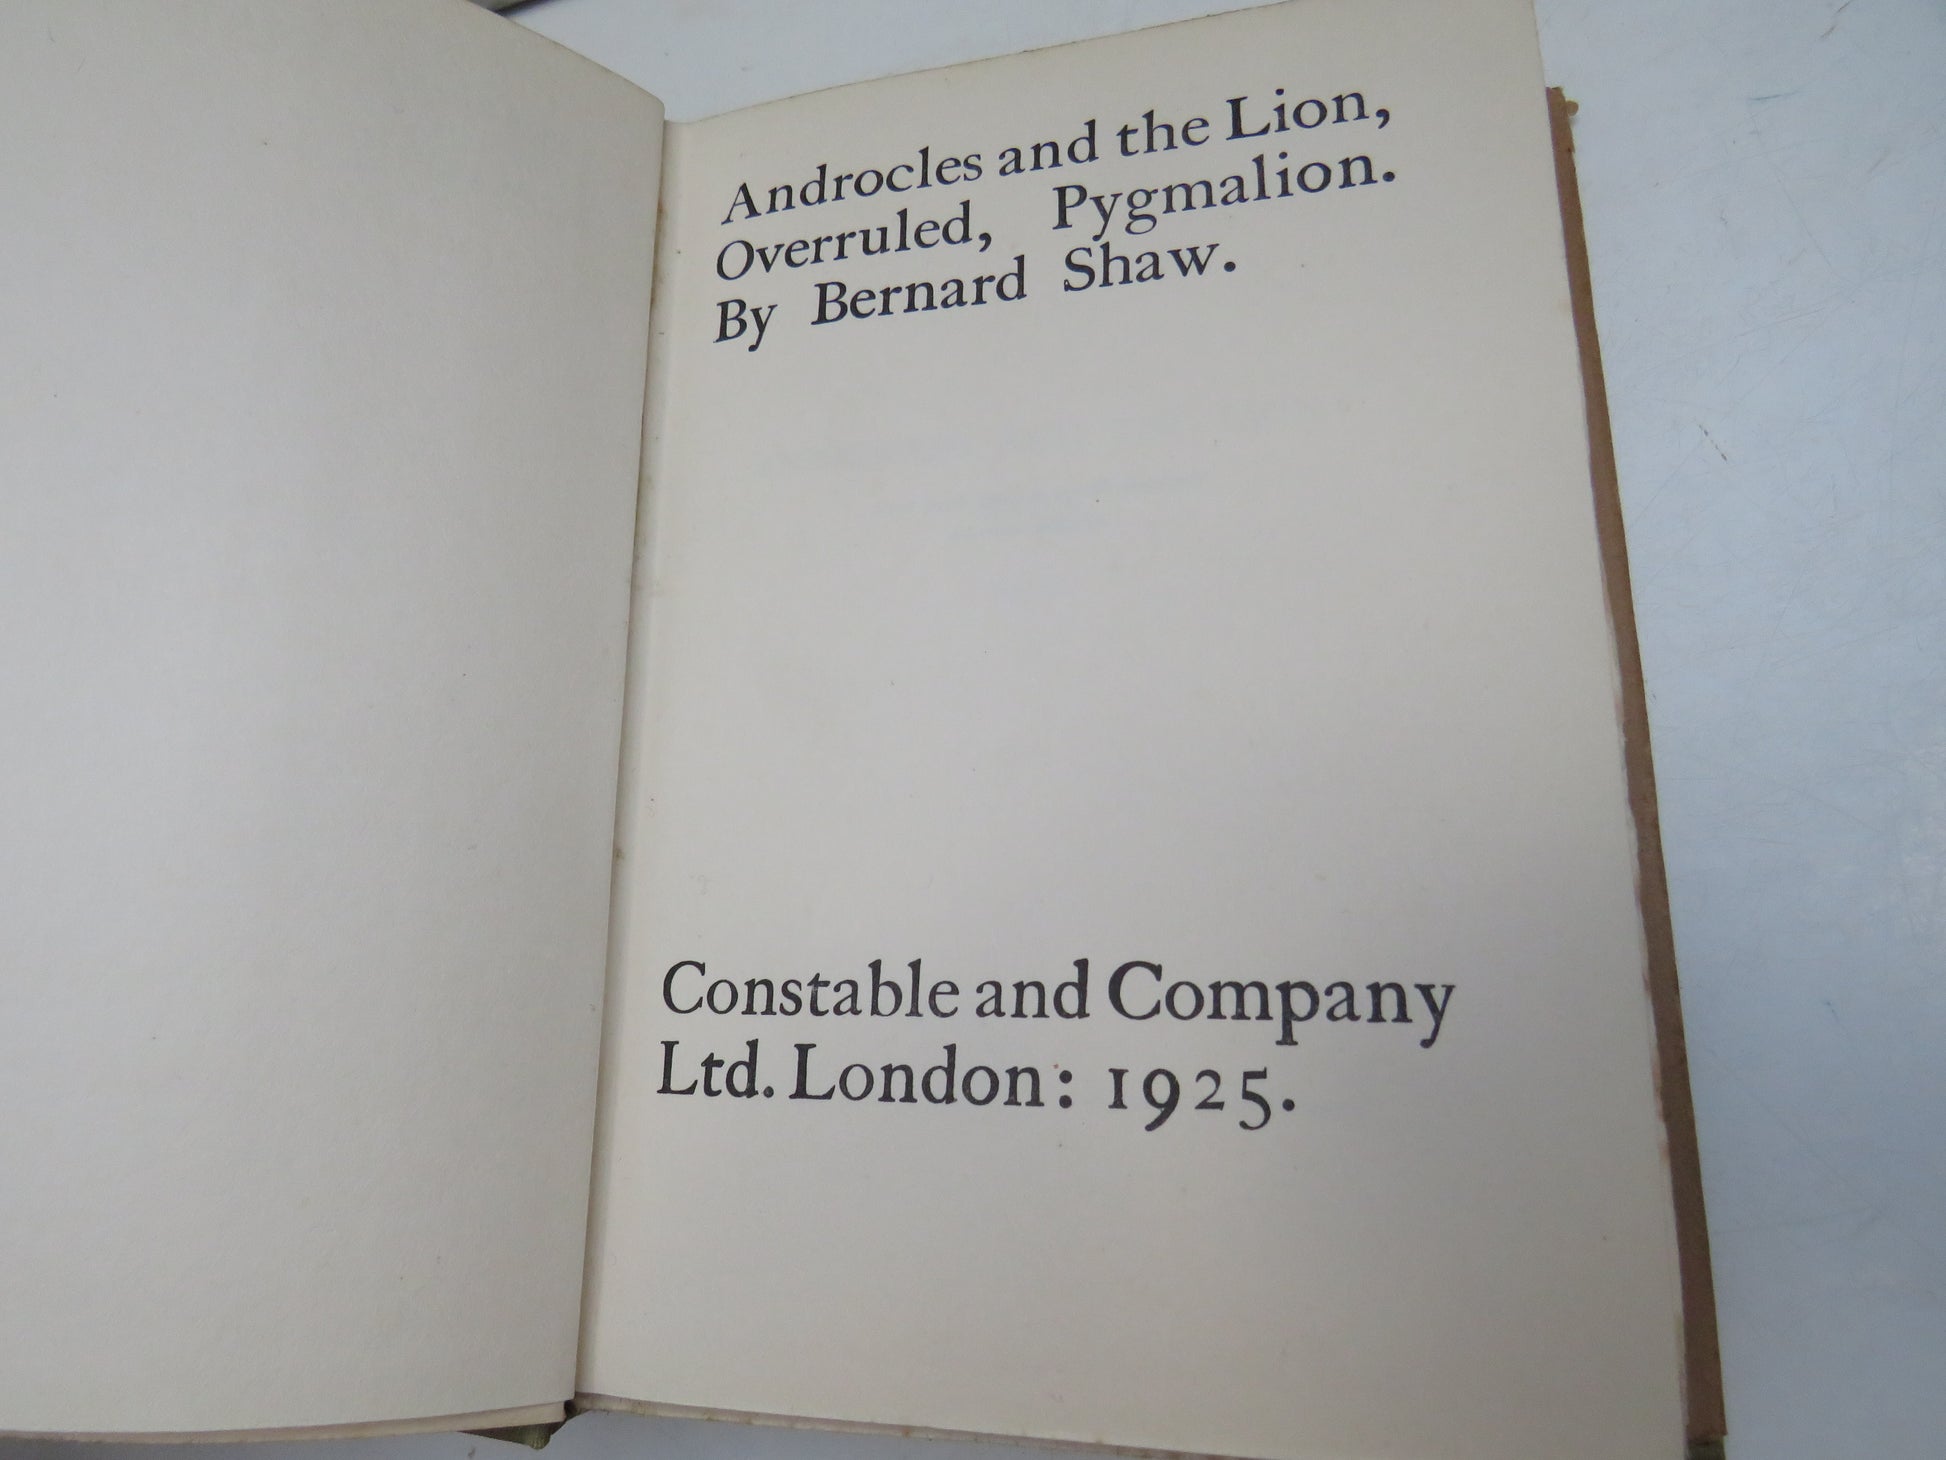 Androcles and the Lion,
Overruled, Pygmalion.
By Bernard Shaw.
Constable and Company
Ltd. London: 1925.